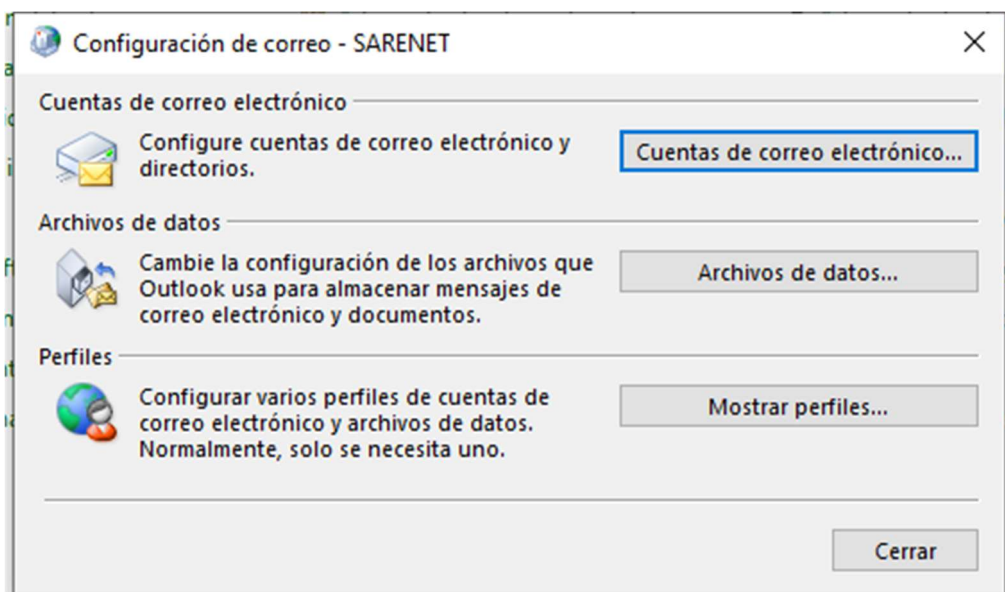 Configuración de correo - SARENET
Cuentas de correo electrónico
Configure cuentas de correo electrónico y
directorios.
Cuentas de correo electrónico...
Archivos de datos
Cambie la configuración de los archivos que
Outlook usa para almacenar mensajes de
correo electrónico y documentos.
Archivos de datos...
Perfiles
Configurar varios perfiles de cuentas de
correo electrónico y archivos de datos.
Normalmente, solo se necesita uno.
Mostrar perfiles...
Cerrar